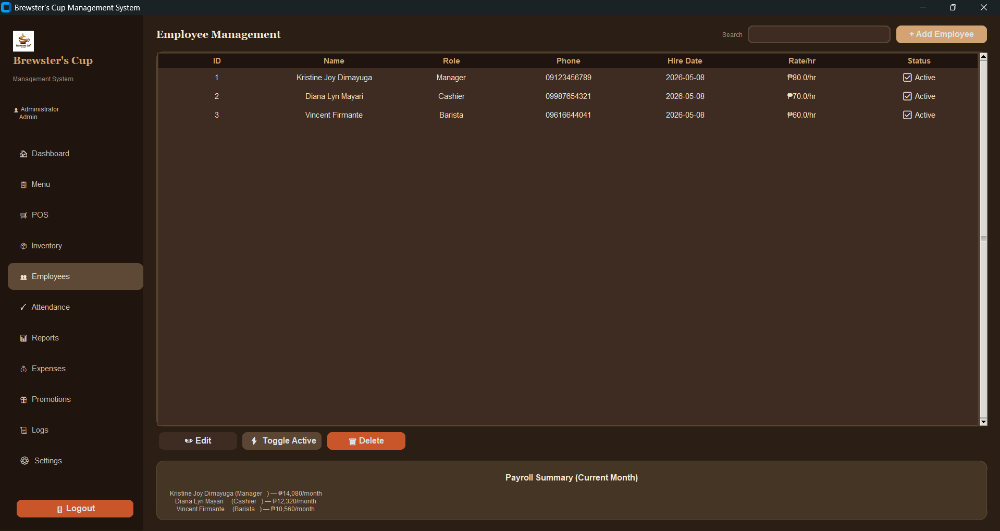 Brewster's Cup Management System
Brewster's Cup
Management System
Administrator
Admin
Dashboard
Menu
POS
Inventory
Employees
Attendance
Reports
Expenses
Promotions
Logs
Settings
Logout
Employee Management
Search
+ Add Employee
ID Name Role Phone Hire Date Rate/hr Status
1 Kristine Joy Dimayuga Manager 09123456789 2026-05-08 ₱80.0/hr Active
2 Diana Lyn Mayari Cashier 09987654321 2026-05-08 ₱70.0/hr Active
3 Vincent Firmante Barista 09616644041 2026-05-08 ₱60.0/hr Active
Edit
Toggle Active
Delete
Payroll Summary (Current Month)
Kristine Joy Dimayuga (Manager ) — ₱14,080/month
Diana Lyn Mayari (Cashier ) — ₱12,320/month
Vincent Firmante (Barista ) — ₱10,560/month